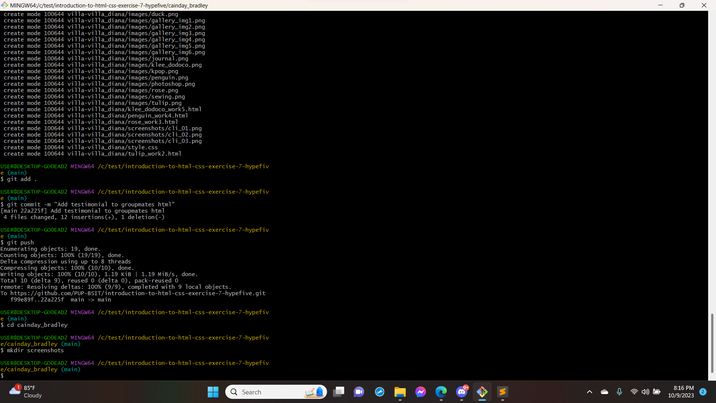 MINGW64:/c/test/introduction-to-html-css-exercise-7-hypefive/cainday_bradley
create mode 100644 villa-villa_diana/images/duck.png
create mode 100644 villa-villa_diana/images/gallery_img1.png
create mode 100644 villa-villa_diana/images/gallery_img2.png
create mode 100644 villa-villa_diana/images/gallery_img3.png
create mode 100644 villa-villa_diana/images/gallery_img4.png
create mode 100644 villa-villa_diana/images/gallery_img5.png
create mode 100644 villa-villa_diana/images/gallery_img6.png
create mode 100644 villa-villa_diana/images/journal.png
create mode 100644 villa-villa_diana/images/klee_dodoco.png
create mode 100644 villa-villa_diana/images/kpop.png
create mode 100644 villa-villa_diana/images/penguin.png
create mode 100644 villa-villa_diana/images/photoshop.png
create mode 100644 villa-villa_diana/images/rose.png
create mode 100644 villa-villa_diana/images/sewing.png
create mode 100644 villa-villa_diana/images/tulip.png
create mode 100644 villa-villa_diana/klee_dodoco_work5.html
create mode 100644 villa-villa_diana/penguin_work4.html
create mode 100644 villa-villa_diana/rose_work3.html
create mode 100644 villa-villa_diana/screenshots/cli_01.png
create mode 100644 villa-villa_diana/screenshots/cli_02.png
create mode 100644 villa-villa_diana/screenshots/cli_03.png
create mode 100644 villa-villa_diana/style.css
create mode 100644 villa-villa_diana/tulip_work2.html
USER@DESKTOP-GOOEAD2 MINGW64 /c/test/introduction-to-html-css-exercise-7-hypefiv
e (main)
$ git add .
USER@DESKTOP-GOOEAD2 MINGW64 /c/test/introduction-to-html-css-exercise-7-hypefiv
e (main)
$ git commit -m "Add testimonial to groupmates html"
[main 22a225f] Add testimonial to groupmates html
4 files changed, 12 insertions(+), 1 deletion(-)
USER@DESKTOP-GOOEAD2 MINGW64 /c/test/introduction-to-html-css-exercise-7-hypefiv
e (main)
$ git push
Enumerating objects: 19, done.
Counting objects: 100% (19/19), done.
Delta compression using up to 8 threads
Compressing objects: 100% (10/10), done.
Writing objects: 100% (10/10), 1.19 KiB | 1.19 MiB/s, done.
Total 10 (delta 9), reused 0 (delta 0), pack-reused 0
remote: Resolving deltas: 100% (9/9), completed with 9 local objects.
To https://github.com/PUP-BSIT/introduction-to-html-css-exercise-7-hypefive.git
f99e89f..22a225f main -> main
USER@DESKTOP-GOOEAD2 MINGW64 /c/test/introduction-to-html-css-exercise-7-hypefiv
e (main)
$ cd cainday_bradley
USER@DESKTOP-GOOEAD2 MINGW64 /c/test/introduction-to-html-css-exercise-7-hypefiv
e/cainday_bradley (main)
$ mkdir screenshots
USER@DESKTOP-GOOEAD2 MINGW64 /c/test/introduction-to-html-css-exercise-7-hypefiv
e/cainday_bradley (main)
$
1
85°F
Cloudy
Search
8:16 PM
10/9/2023
2